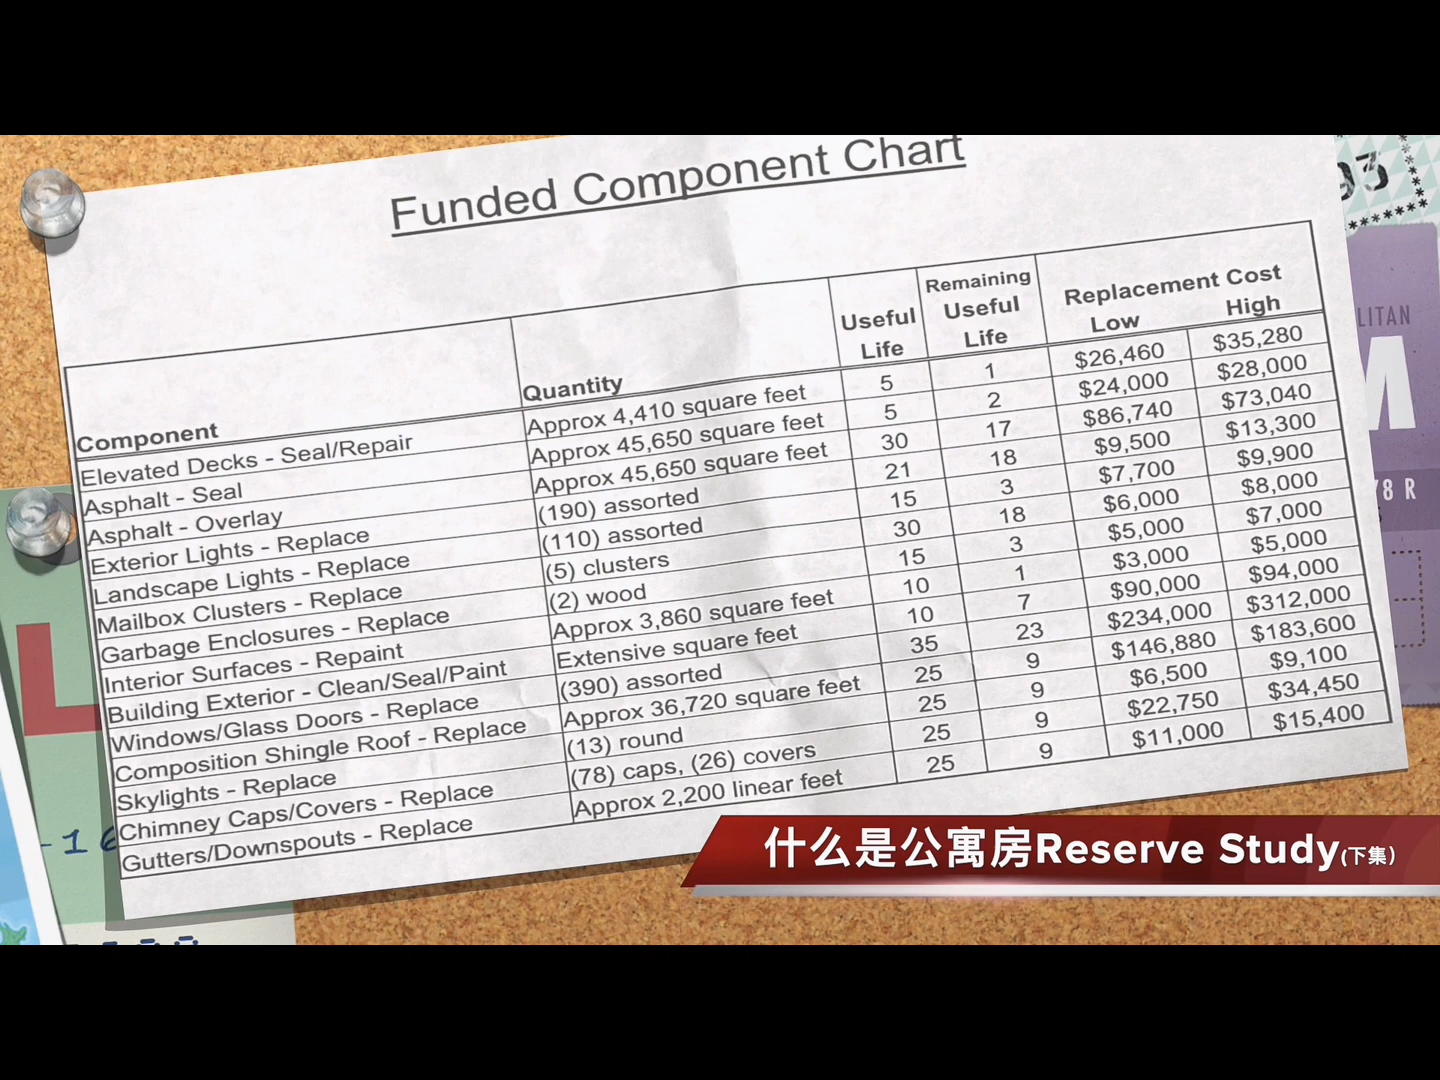 Funded Component Chart
Component Quantity Useful Life Remaining Useful Life Replacement Cost Low High
Elevated Decks - Seal/Repair Approx 4,410 square feet 5 1 $26,460 $35,280
Asphalt - Seal Approx 45,650 square feet 5 2 $24,000 $28,000
Asphalt - Overlay Approx 45,650 square feet 30 17 $86,740 $73,040
Exterior Lights - Replace (190) assorted 21 18 $9,500 $13,300
Landscape Lights - Replace (110) assorted 15 3 $7,700 $9,900
Mailbox Clusters - Replace (5) clusters 30 18 $6,000 $8,000
Garbage Enclosures - Replace (2) wood 15 3 $5,000 $7,000
Interior Surfaces - Repaint Approx 3,860 square feet 10 1 $3,000 $5,000
Building Exterior - Clean/Seal/Paint Extensive square feet 10 7 $90,000 $94,000
Windows/Glass Doors - Replace (390) assorted 35 23 $234,000 $312,000
Composition Shingle Roof - Replace Approx 36,720 square feet 25 9 $146,880 $183,600
Skylights - Replace (13) round 25 9 $6,500 $9,100
Chimney Caps/Covers - Replace (78) caps, (26) covers 25 9 $22,750 $34,450
Gutters/Downspouts - Replace Approx 2,200 linear feet 25 9 $11,000 $15,400
什么是公寓房Reserve Study(下集)